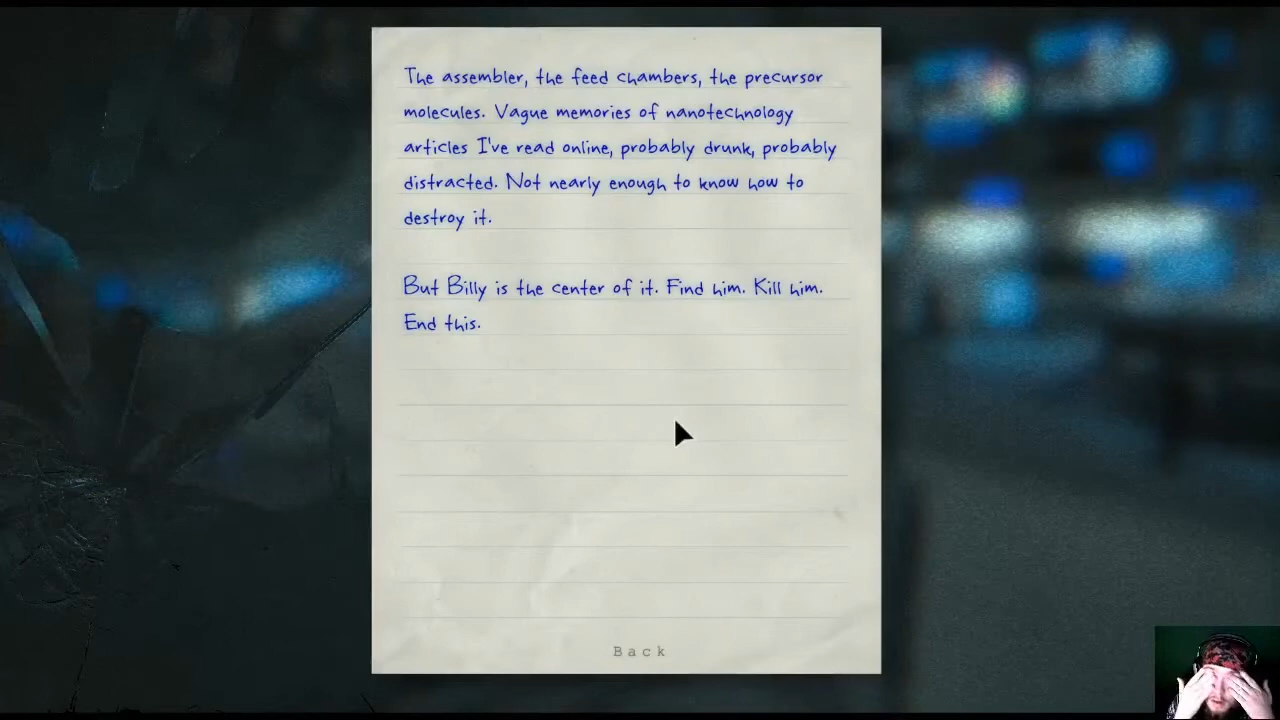 The assembler, the feed chambers, the precursor
molecules. Vague memories of nanotechnology
articles I've read online, probably drunk, probably
distracted. Not nearly enough to know how to
destroy it.
But Billy is the center of it. Find him. Kill him.
End this.
Back